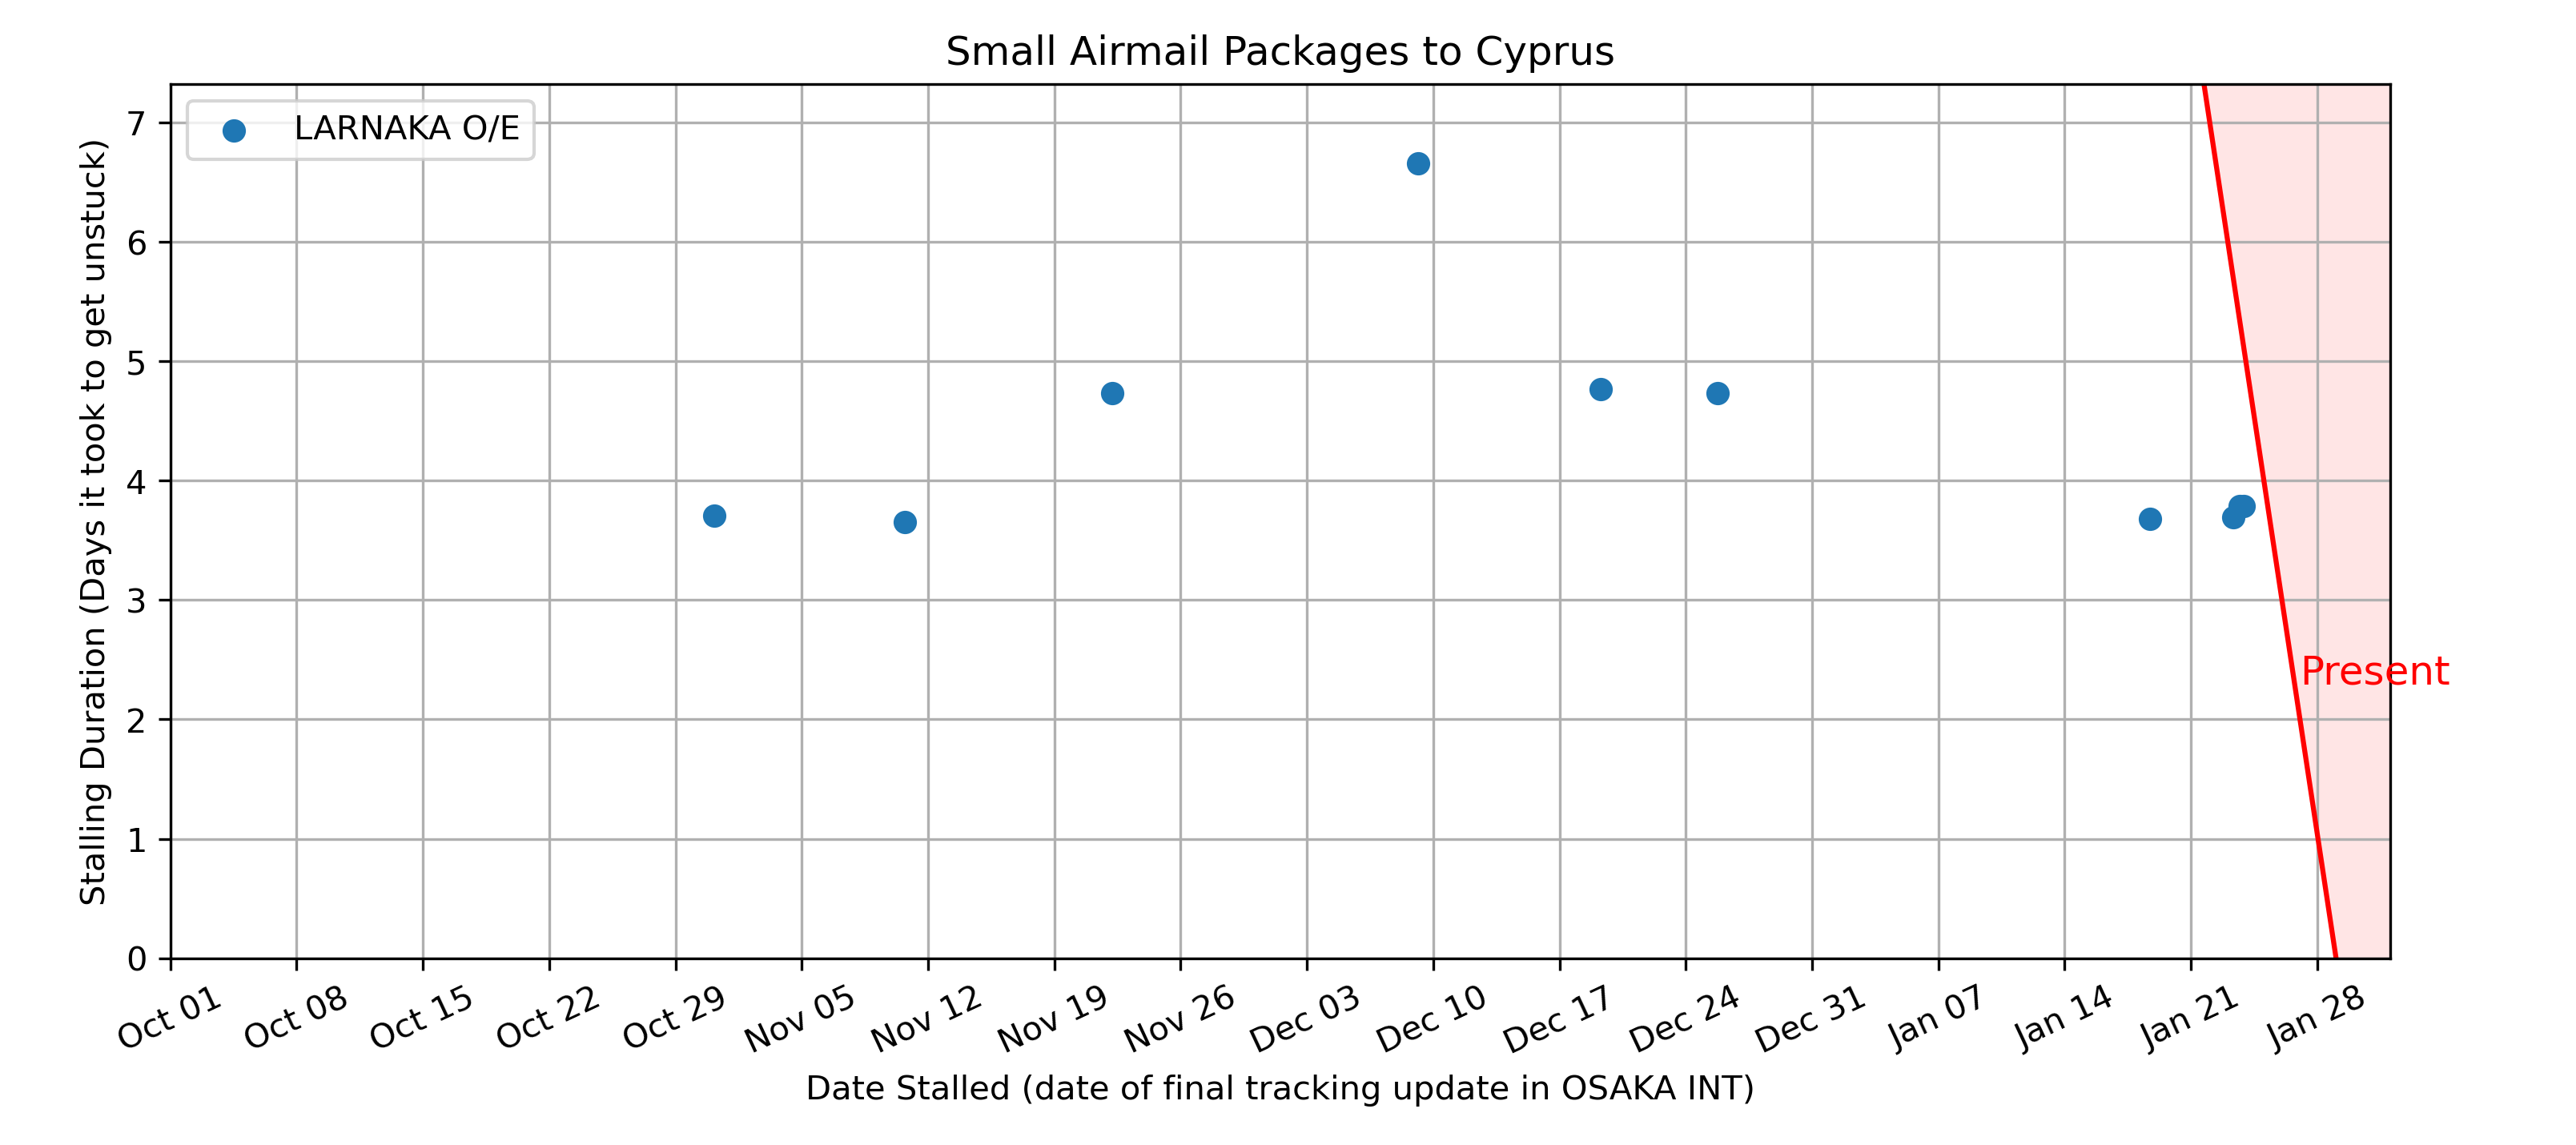 Small Airmail Packages to Cyprus
LARNAKA O/E
Stalling Duration (Days it took to get unstuck)
7
6
5
4
3
2
1
0
Present
Oct 01
Oct 08
Oct 15
Oct 22
Oct 29
Nov 05
Nov 12
Nov 19
Nov 26
Dec 03
Dec 10
Dec 17
Dec 24
Dec 31
Jan 07
Jan 14
Jan 21
Jan 28
Date Stalled (date of final tracking update in OSAKA INT)